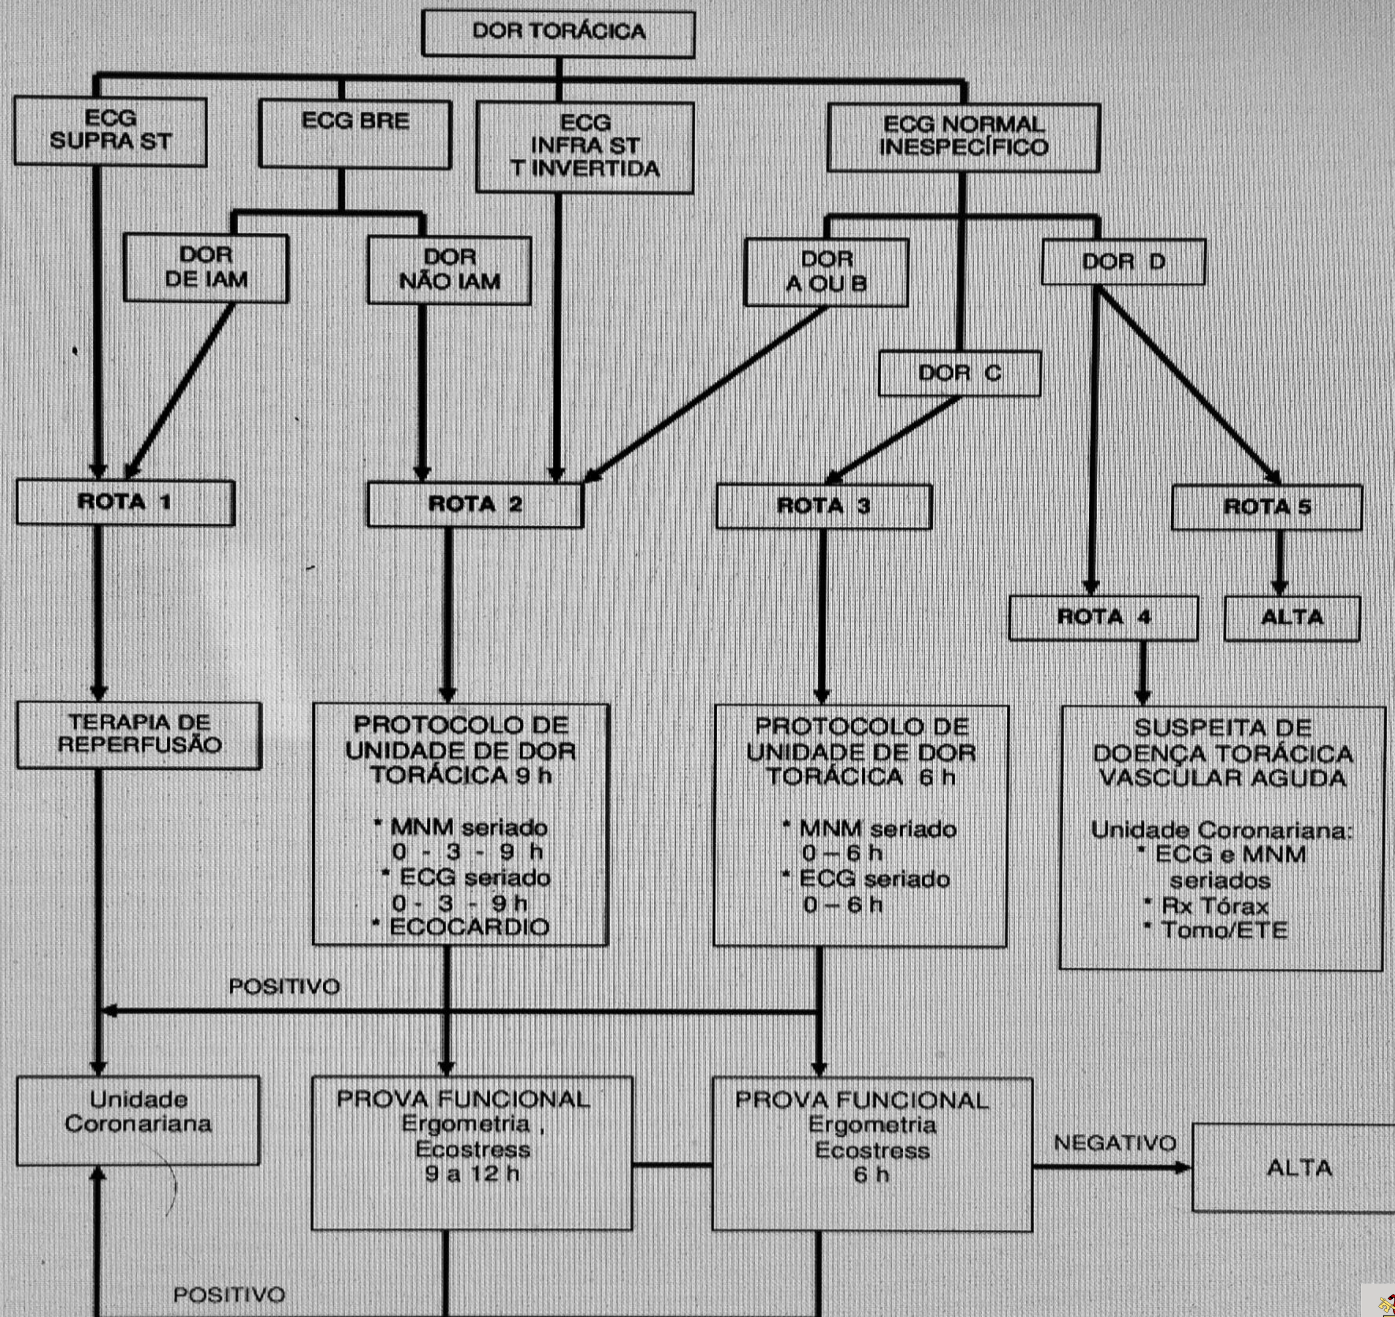 DOR TORÁCICA
ECG
SUPRA ST
ECG BRE
ECG
INFRA ST
T INVERTIDA
ECG NORMAL
INESPECÍFICO
DOR
DE IAM
DOR
NÃO IAM
DOR
A OU B
DOR D
DOR C
ROTA 1
ROTA 2
ROTA 3
ROTA 5
ROTA 4
ALTA
TERAPIA DE
REPERFUSÃO
PROTOCOLO DE
UNIDADE DE DOR
TORÁCICA 9 h
* MNM seriado
0 - 3 - 9 h
* ECG seriado
0 - 3 - 9 h
* ECOCARDIO
PROTOCOLO DE
UNIDADE DE DOR
TORÁCICA 6 h
* MNM seriado
0 – 6 h
* ECG seriado
0 – 6 h
SUSPEITA DE
DOENÇA TORÁCICA
VASCULAR AGUDA
Unidade Coronariana:
* ECG e MNM
seriados
* Rx Tórax
* Tomo/ETE
POSITIVO
Unidade
Coronariana
PROVA FUNCIONAL
Ergometria ,
Ecostress
9 a 12 h
PROVA FUNCIONAL
Ergometria
Ecostress
6 h
NEGATIVO
ALTA
POSITIVO